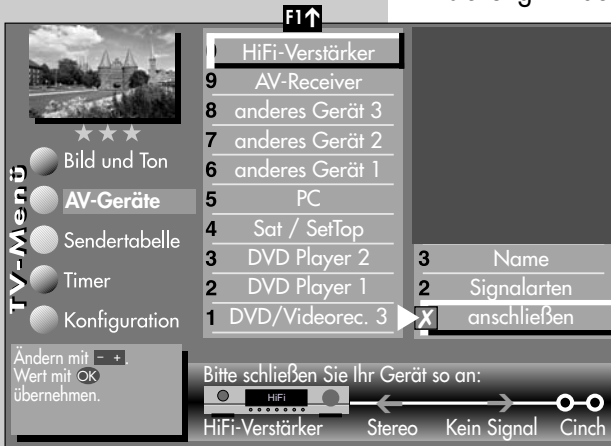 F1↑
HiFi-Verstärker
9 AV-Receiver
8 anderes Gerät 3
7 anderes Gerät 2
6 anderes Gerät 1
5 PC
4 Sat / SetTop
3 DVD Player 2
2 DVD Player 1
1 DVD/Videorec. 3
TV-Menü
Bild und Ton
AV-Geräte
Sendertabelle
Timer
Konfiguration
3 Name
2 Signalarten
X anschließen
Ändern mit - + .
Wert mit OK
übernehmen.
Bitte schließen Sie Ihr Gerät so an:
HiFi
HiFi-Verstärker Stereo Kein Signal Cinch